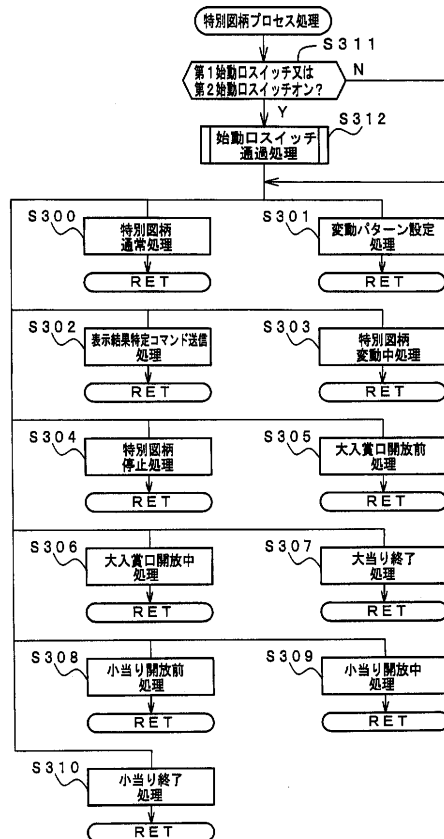 特別図柄プロセス処理
S311
第1始動口スイッチ又は
第2始動口スイッチオン?
N
Y
S312
始動口スイッチ
通過処理
S300
特別図柄
通常処理
RET
S301
変動パターン設定
処理
RET
S302
表示結果特定コマンド送信
処理
RET
S303
特別図柄
変動中処理
RET
S304
特別図柄
停止処理
RET
S305
大入賞口開放前
処理
RET
S306
大入賞口開放中
処理
RET
S307
大当り終了
処理
RET
S308
小当り開放前
処理
RET
S309
小当り開放中
処理
RET
S310
小当り終了
処理
RET